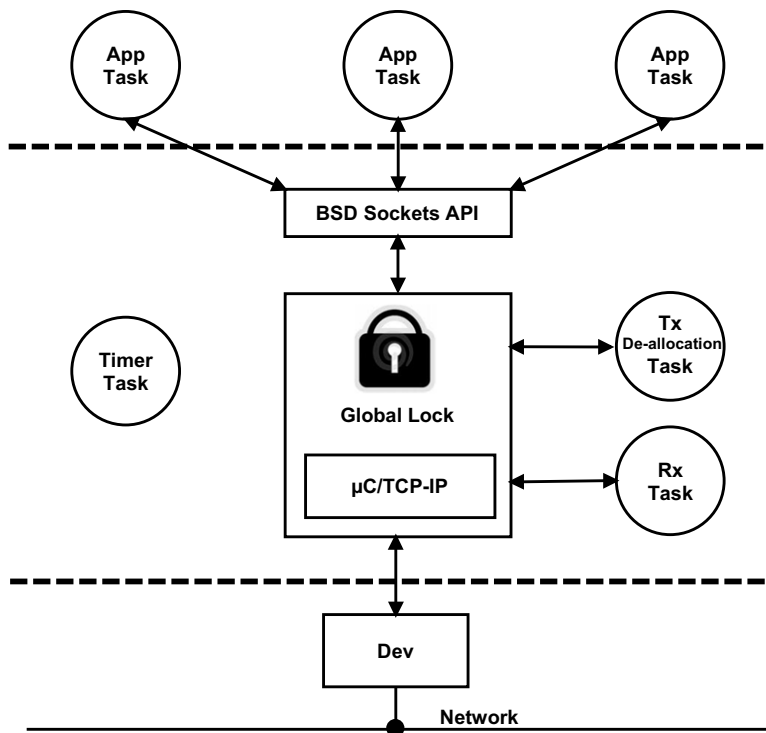 App
Task
App
Task
App
Task
BSD Sockets API
Timer
Task
Global Lock
µC/TCP-IP
Tx
De-allocation
Task
Rx
Task
Dev
Network